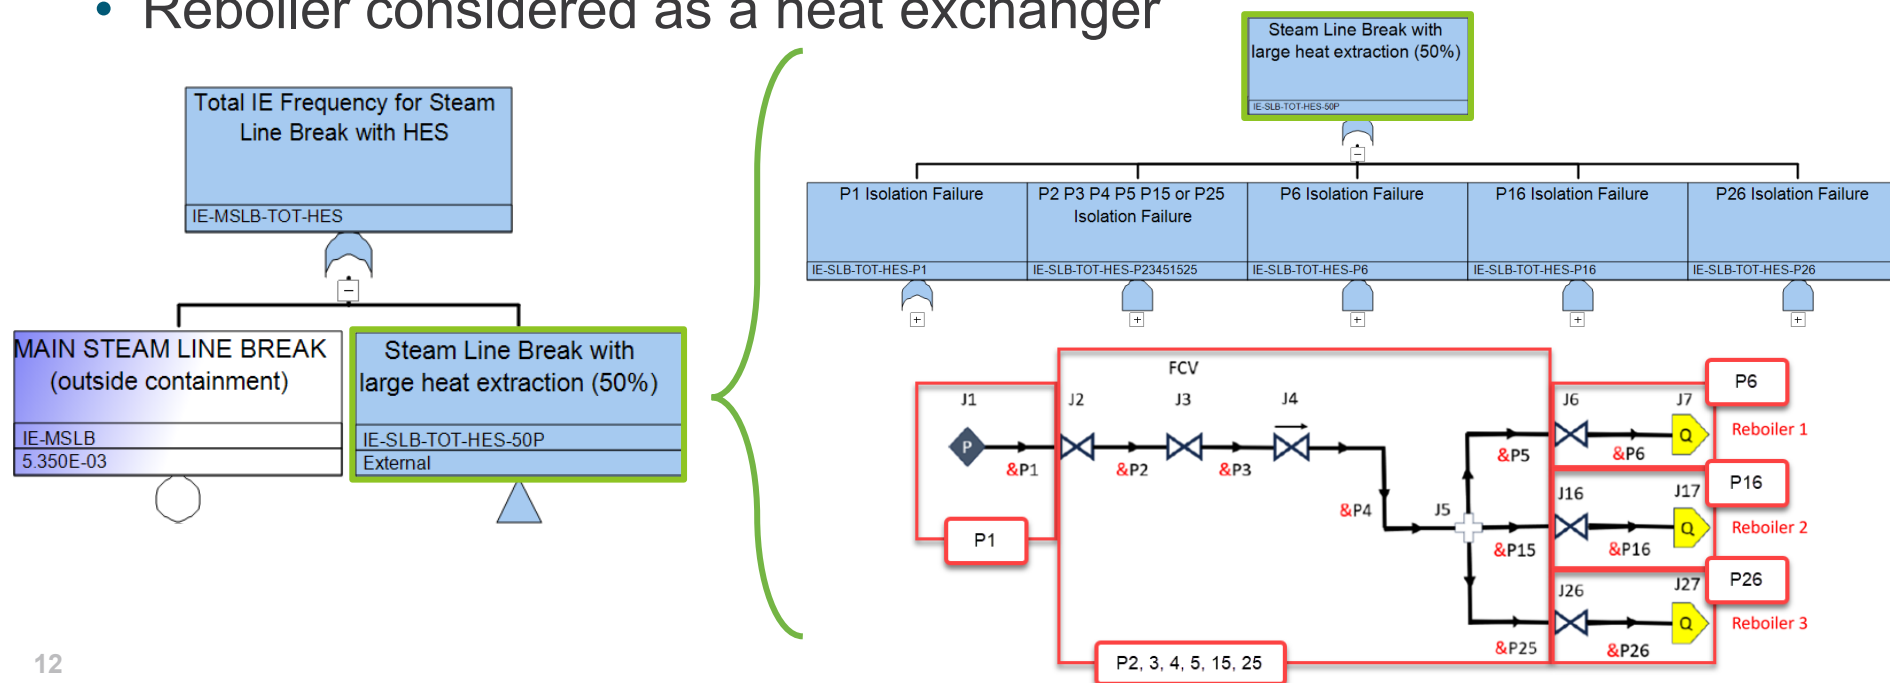 • Reboiler considered as a heat exchanger
Total IE Frequency for Steam
Line Break with HES
IE-MSLB-TOT-HES
MAIN STEAM LINE BREAK
(outside containment)
IE-MSLB
5.350E-03
Steam Line Break with
large heat extraction (50%)
IE-SLB-TOT-HES-50P
External
Steam Line Break with
large heat extraction (50%)
IE-SLB-TOT-HES-50P
P1 Isolation Failure
IE-SLB-TOT-HES-P1
P2 P3 P4 P5 P15 or P25
Isolation Failure
IE-SLB-TOT-HES-P23451525
P6 Isolation Failure
IE-SLB-TOT-HES-P6
P16 Isolation Failure
IE-SLB-TOT-HES-P16
P26 Isolation Failure
IE-SLB-TOT-HES-P26
FCV
J1
J2
J3
J4
J6
J7
P6
P
Q
Reboiler 1
&P1
&P2
&P3
&P5
&P6
J16
J17
P16
&P4
J5
Q
Reboiler 2
P1
&P15
&P16
J26
J27
P26
Q
Reboiler 3
&P25
&P26
P2, 3, 4, 5, 15, 25
12